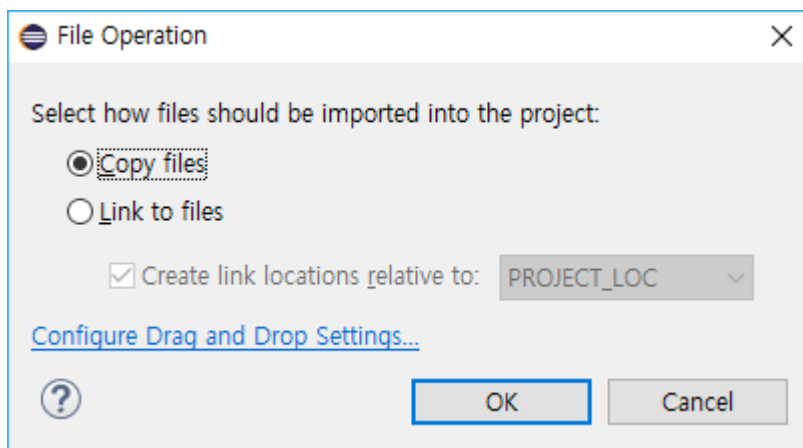 File Operation
Select how files should be imported into the project:
Copy files
Link to files
Create link locations relative to: PROJECT_LOC
Configure Drag and Drop Settings...
? OK Cancel